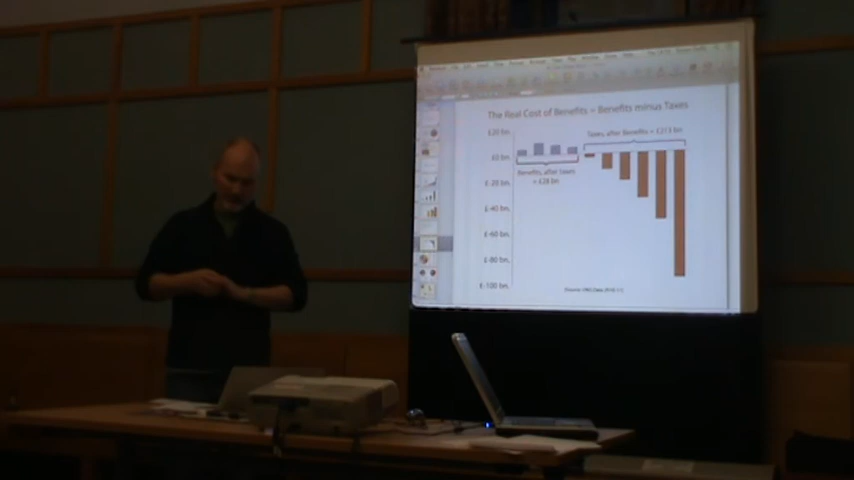 The Real Cost of Benefits = Benefits minus Taxes
£20 bn.
Taxes, after Benefits = £215 bn
£0 bn.
Benefits, after taxes
= £28 bn
£-20 bn.
£-40 bn.
£-60 bn.
£-80 bn.
£-100 bn.